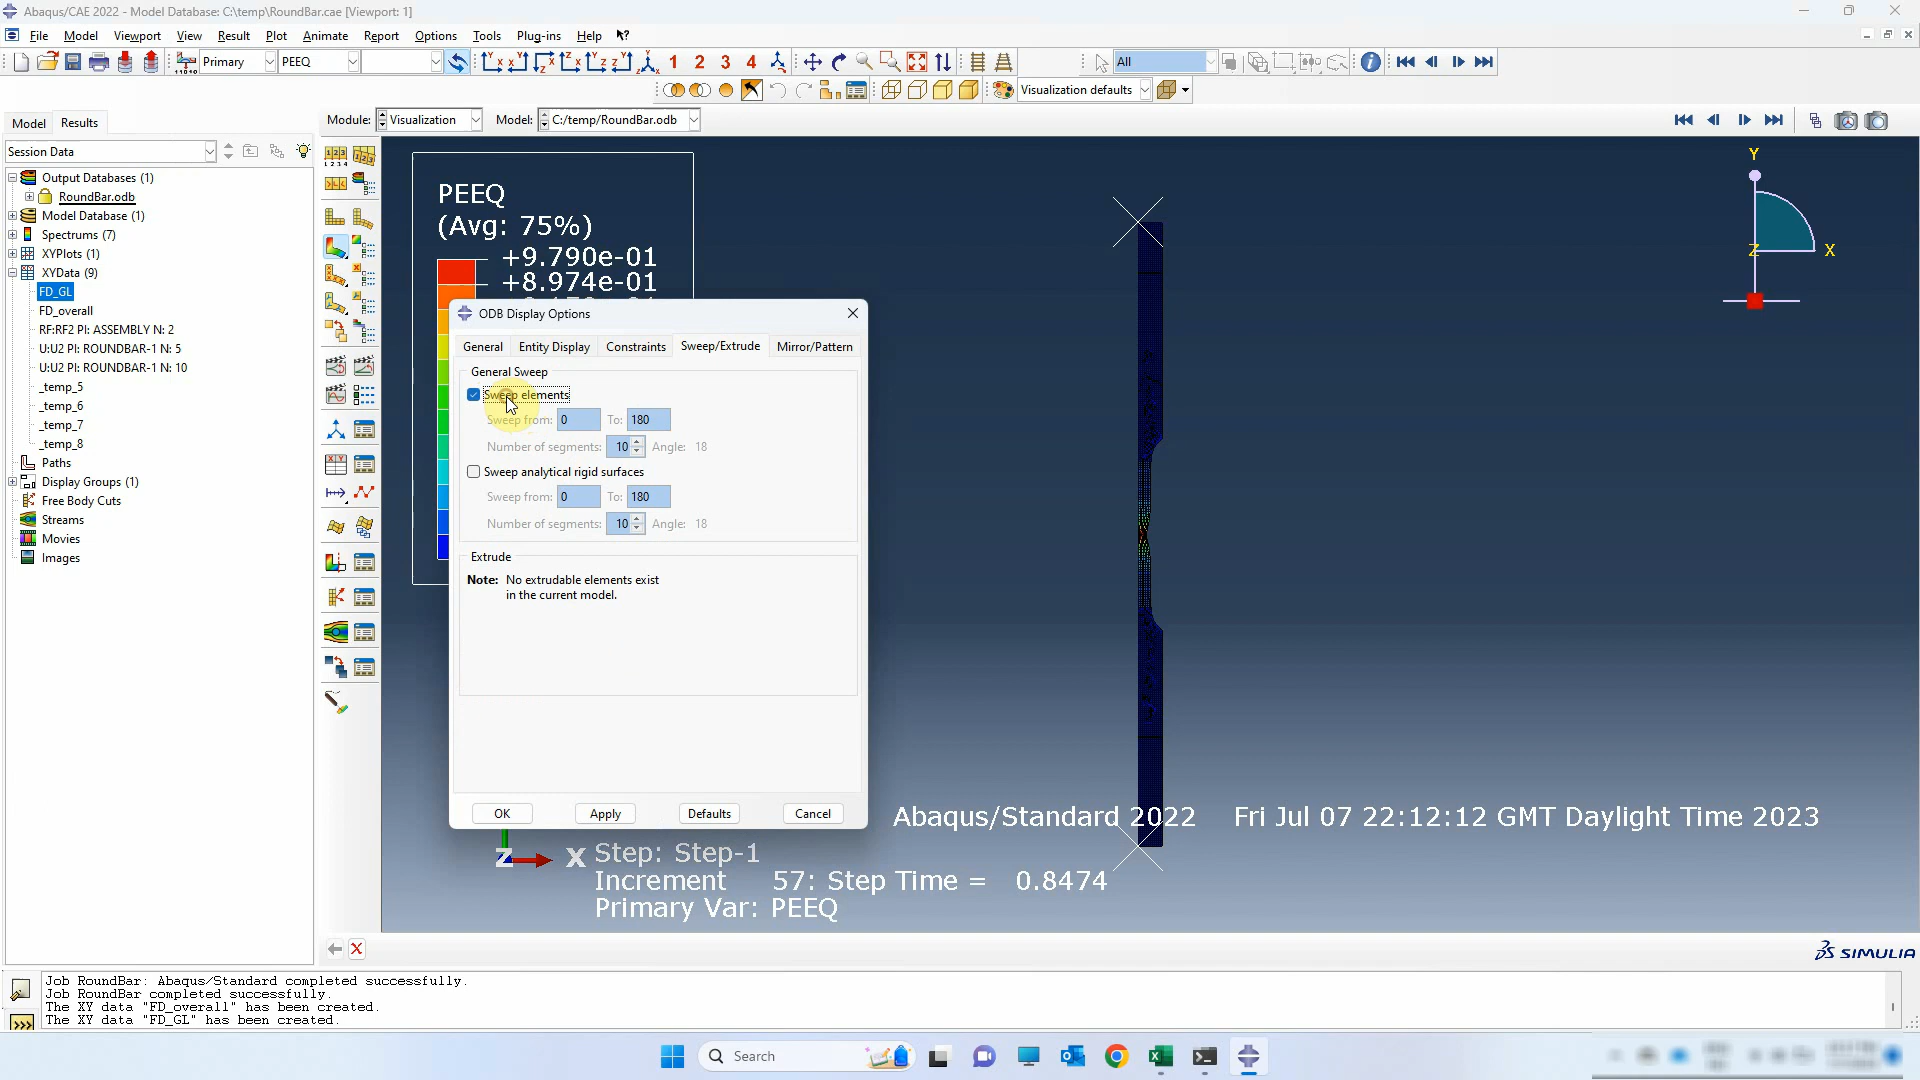 Abaqus/CAE 2022 - Model Database: C:\temp\RoundBar.cae [Viewport: 1]
File Model Viewport View Result Plot Animate Report Options Tools Plug-ins Help
Primary PEEQ 1 2 3 4 All
Visualization defaults
Model Results Module: Visualization Model: C:/temp/RoundBar.odb
Session Data
Output Databases (1)
RoundBar.odb
Model Database (1)
Spectrums (7)
XYPlots (1)
XYData (9)
FD_GL
FD_overall
RF:RF2 PI: ASSEMBLY N: 2
U:U2 PI: ROUNDBAR-1 N: 5
U:U2 PI: ROUNDBAR-1 N: 10
_temp_5
_temp_6
_temp_7
_temp_8
Paths
Display Groups (1)
Free Body Cuts
Streams
Movies
Images
PEEQ
(Avg: 75%)
+9.790e-01
+8.974e-01
Y
Z X
ODB Display Options
General Entity Display Constraints Sweep/Extrude Mirror/Pattern
General Sweep
Sweep elements
Sweep from: 0 To: 180
Number of segments: 10 Angle: 18
Sweep analytical rigid surfaces
Sweep from: 0 To: 180
Number of segments: 10 Angle: 18
Extrude
Note: No extrudable elements exist
in the current model.
OK Apply Defaults Cancel
Abaqus/Standard 2022 Fri Jul 07 22:12:12 GMT Daylight Time 2023
Z X Step: Step-1
Increment 57: Step Time = 0.8474
Primary Var: PEEQ
SIMULIA
Job RoundBar: Abaqus/Standard completed successfully.
Job RoundBar completed successfully.
The XY data "FD_overall" has been created.
The XY data "FD_GL" has been created.
>>>
Search